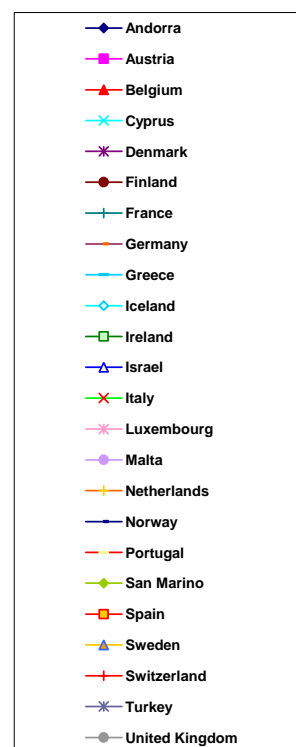 Andorra
Austria
Belgium
Cyprus
Denmark
Finland
France
Germany
Greece
Iceland
Ireland
Israel
Italy
Luxembourg
Malta
Netherlands
Norway
Portugal
San Marino
Spain
Sweden
Switzerland
Turkey
United Kingdom